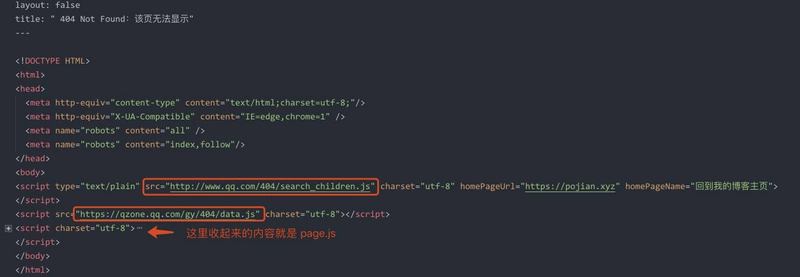 layout: false
title: " 404 Not Found：该页无法显示"
---
<!DOCTYPE HTML>
<html>
<head>
<meta http-equiv="content-type" content="text/html;charset=utf-8;"/>
<meta http-equiv="X-UA-Compatible" content="IE=edge,chrome=1" />
<meta name="robots" content="all" />
<meta name="robots" content="index,follow"/>
</head>
<body>
<script type="text/plain" src="http://www.qq.com/404/search_children.js" charset="utf-8" homePageUrl="https://pojian.xyz" homePageName="回到我的博客主页">
</script>
<script src="https://qzone.qq.com/gy/404/data.js" charset="utf-8"></script>
<script charset="utf-8">⋯ 这里收起来的内容就是 page.js
</script>
</body>
</html>